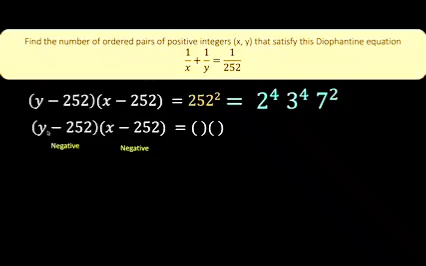 Find the number of ordered pairs of positive integers (x, y) that satisfy this Diophantine equation
1/x + 1/y = 1/252
(y − 252)(x − 252) = 252² = 2⁴ 3⁴ 7²
(y − 252)(x − 252) = ( )( )
Negative Negative